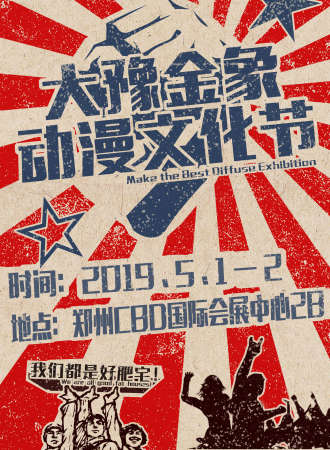 大豫金象
动漫文化节
Make the Best Diffuse Exhibition
时间：2019.5.1-2
地点：郑州CBD国际会展中心2B
我们都是好肥宅！
We are all good fat houses!